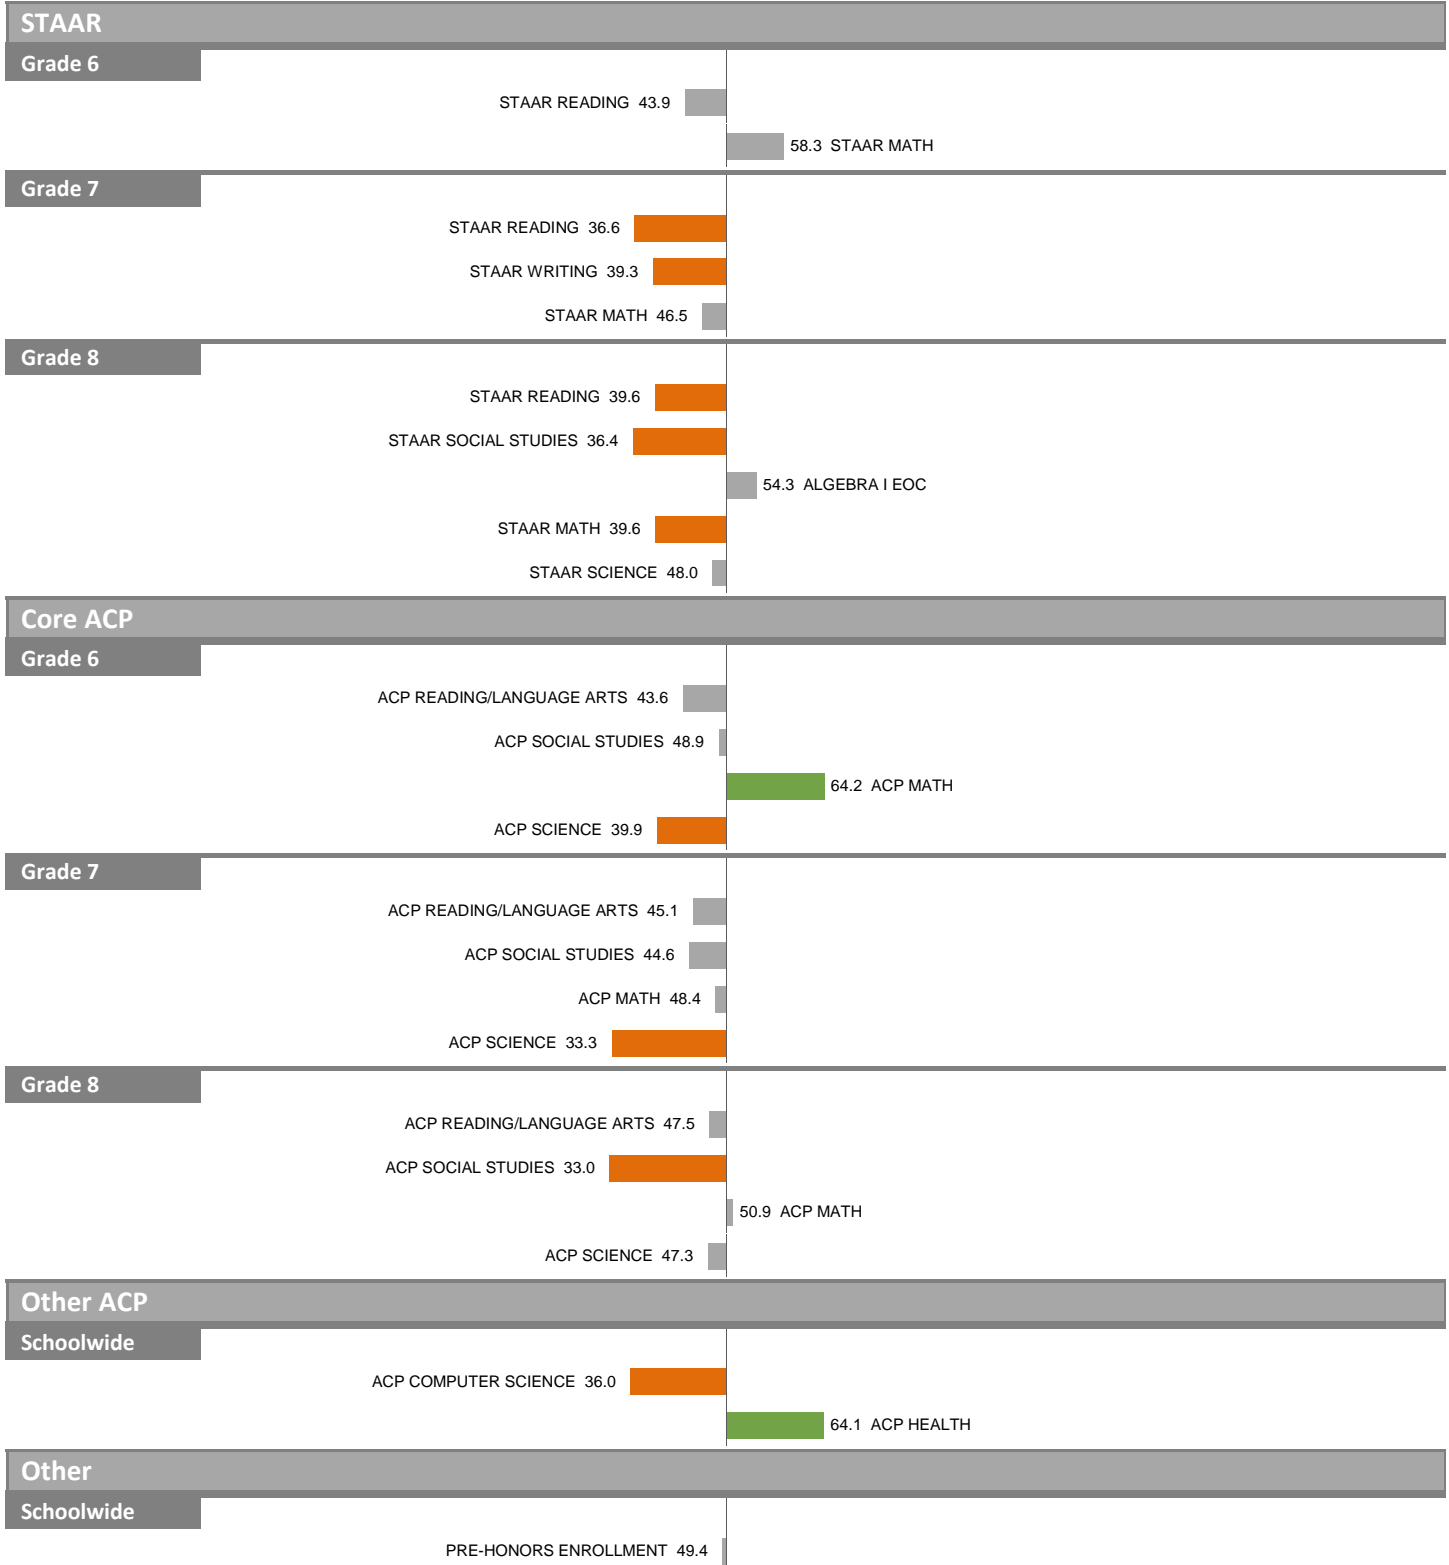 STAAR
Grade 6
STAAR READING 43.9
58.3 STAAR MATH
Grade 7
STAAR READING 36.6
STAAR WRITING 39.3
STAAR MATH 46.5
Grade 8
STAAR READING 39.6
STAAR SOCIAL STUDIES 36.4
54.3 ALGEBRA I EOC
STAAR MATH 39.6
STAAR SCIENCE 48.0
Core ACP
Grade 6
ACP READING/LANGUAGE ARTS 43.6
ACP SOCIAL STUDIES 48.9
64.2 ACP MATH
ACP SCIENCE 39.9
Grade 7
ACP READING/LANGUAGE ARTS 45.1
ACP SOCIAL STUDIES 44.6
ACP MATH 48.4
ACP SCIENCE 33.3
Grade 8
ACP READING/LANGUAGE ARTS 47.5
ACP SOCIAL STUDIES 33.0
50.9 ACP MATH
ACP SCIENCE 47.3
Other ACP
Schoolwide
ACP COMPUTER SCIENCE 36.0
64.1 ACP HEALTH
Other
Schoolwide
PRE-HONORS ENROLLMENT 49.4